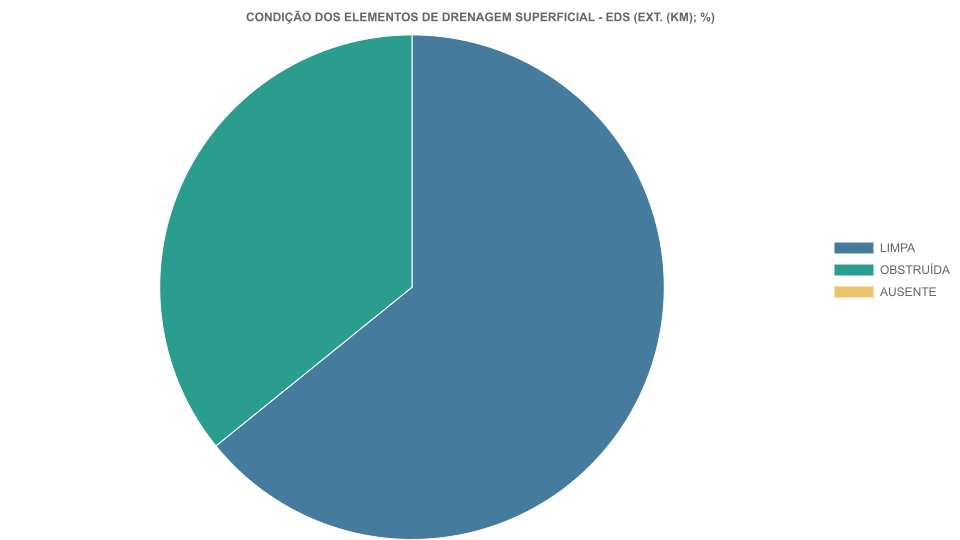 CONDIÇÃO DOS ELEMENTOS DE DRENAGEM SUPERFICIAL - EDS (EXT. (KM); %)
LIMPA
OBSTRUÍDA
AUSENTE